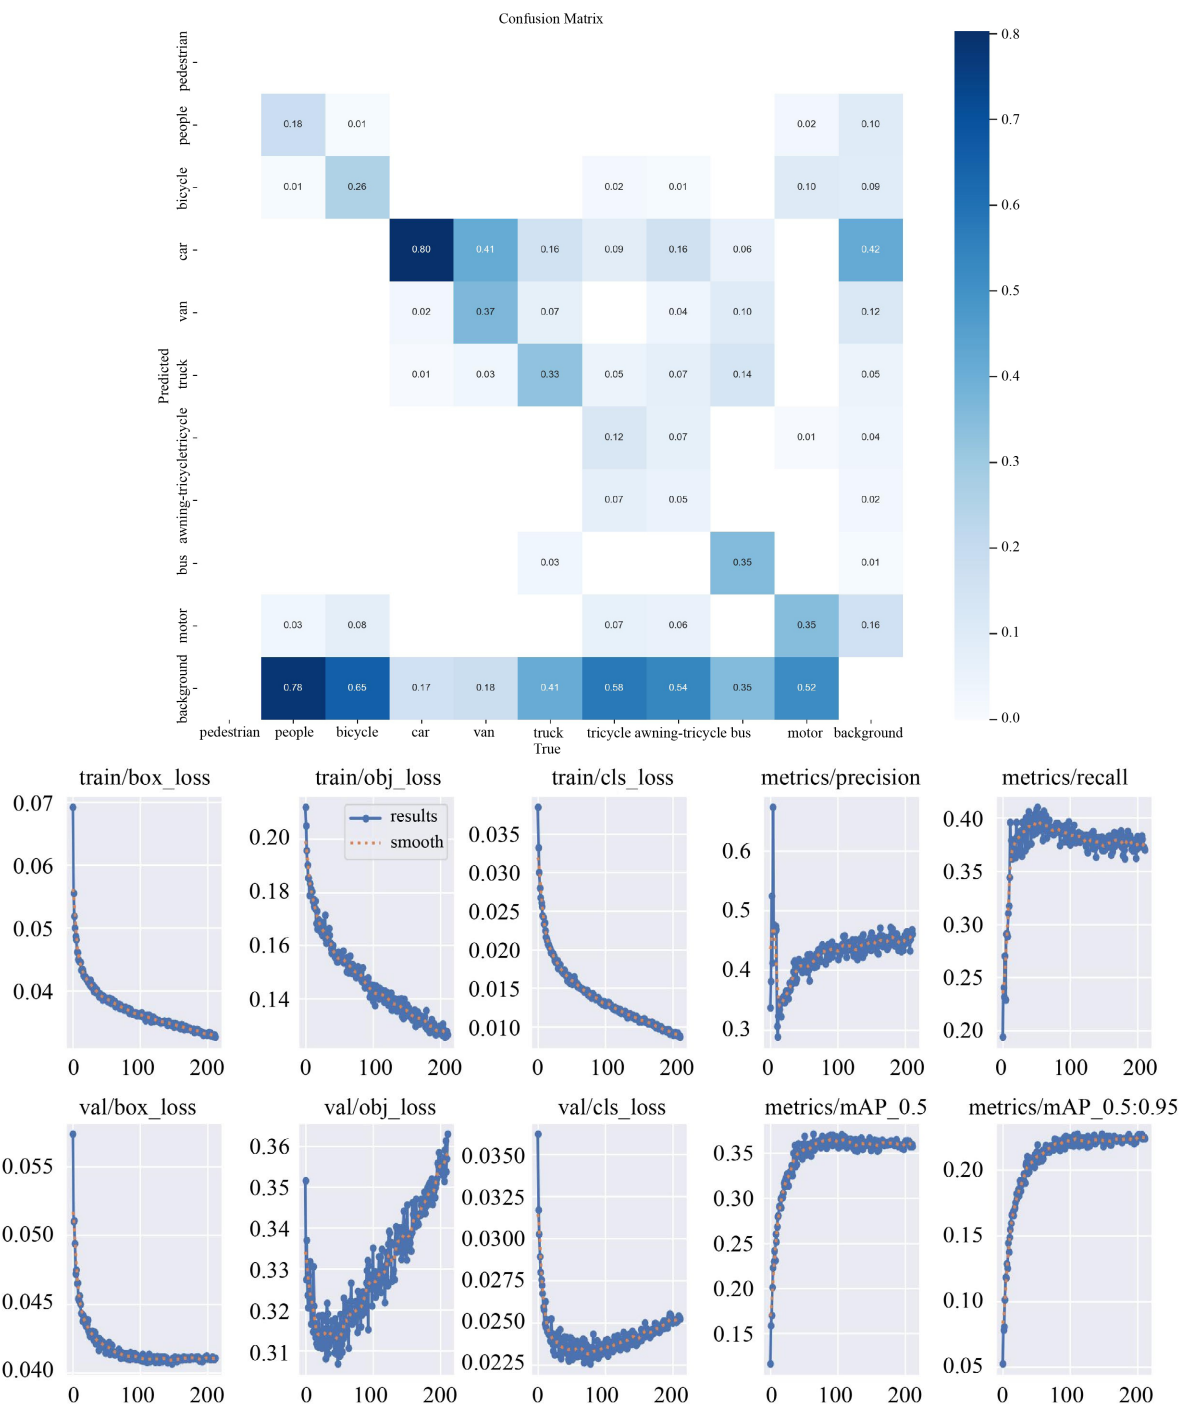 Confusion Matrix
pedestrian
people 0.18 0.01 0.02 0.10
bicycle 0.01 0.26 0.02 0.01 0.10 0.09
car 0.80 0.41 0.16 0.09 0.16 0.06 0.42
van 0.02 0.37 0.07 0.04 0.10 0.12
Predicted
truck 0.01 0.03 0.33 0.05 0.07 0.14 0.05
tricycle 0.12 0.07 0.01 0.04
awning-tricycle 0.07 0.05 0.02
bus 0.03 0.35 0.01
motor 0.03 0.08 0.07 0.06 0.35 0.16
background 0.78 0.65 0.17 0.18 0.41 0.58 0.54 0.35 0.52
pedestrian people bicycle car van truck tricycle awning-tricycle bus motor background
True
0.8
0.7
0.6
0.5
0.4
0.3
0.2
0.1
0.0
train/box_loss
0.07
0.06
0.05
0.04
0 100 200
train/obj_loss
results
smooth
0.20
0.18
0.16
0.14
0 100 200
train/cls_loss
0.035
0.030
0.025
0.020
0.015
0.010
0 100 200
metrics/precision
0.6
0.5
0.4
0.3
0 100 200
metrics/recall
0.40
0.35
0.30
0.25
0.20
0 100 200
val/box_loss
0.055
0.050
0.045
0.040
0 100 200
val/obj_loss
0.36
0.35
0.34
0.33
0.32
0.31
0 100 200
val/cls_loss
0.0350
0.0325
0.0300
0.0275
0.0250
0.0225
0 100 200
metrics/mAP_0.5
0.35
0.30
0.25
0.20
0.15
0 100 200
metrics/mAP_0.5:0.95
0.20
0.15
0.10
0.05
0 100 200